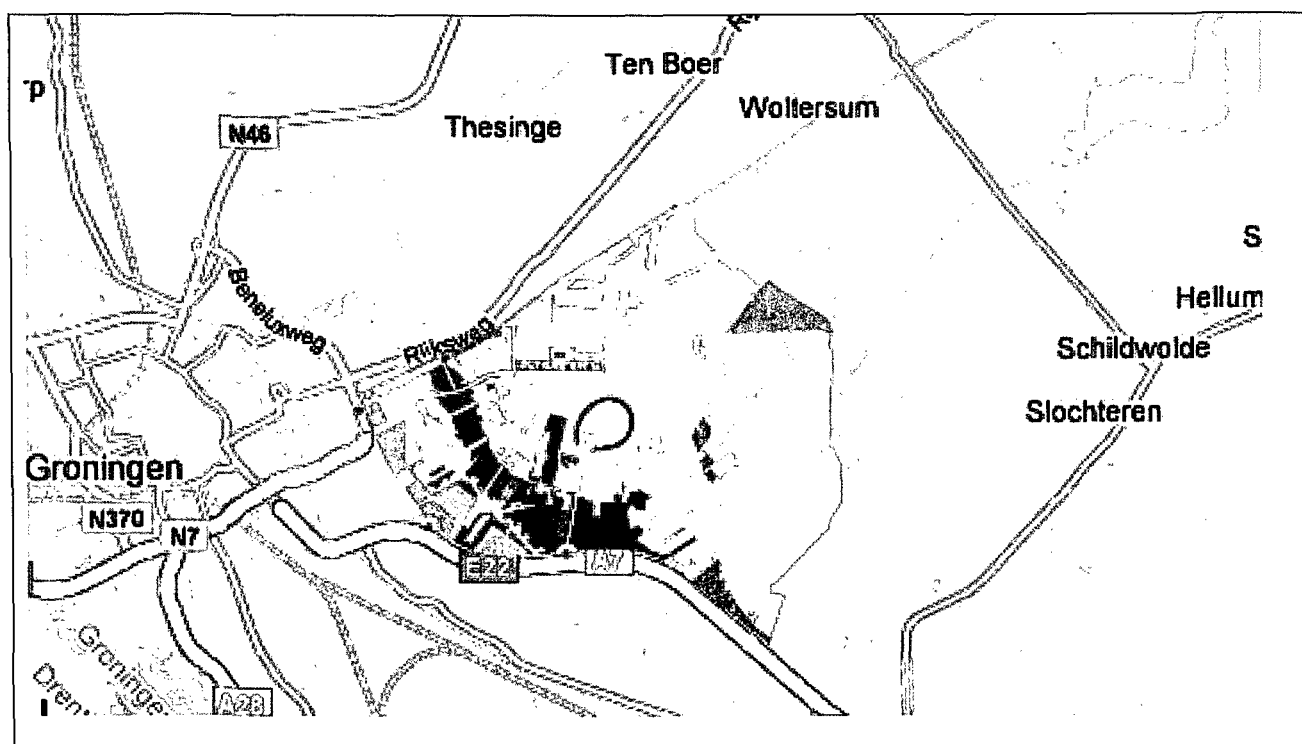 Ten Boer
Woltersum
Thesinge
N46
S
Hellum
Beneluxweg
Rijksweg
Schildwolde
Slochteren
Groningen
N370
N7
E22
A7
Groningen
A28